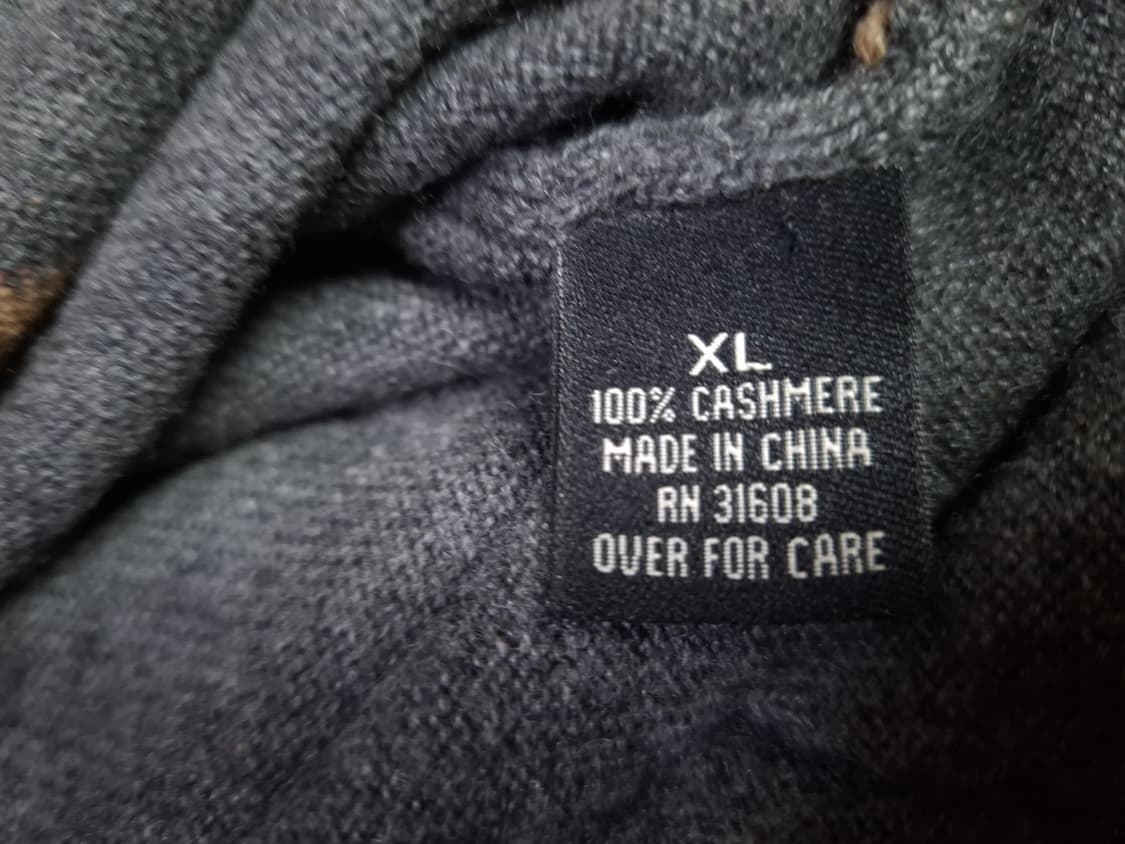 XL
100% CASHMERE
MADE IN CHINA
RN 31608
OVER FOR CARE